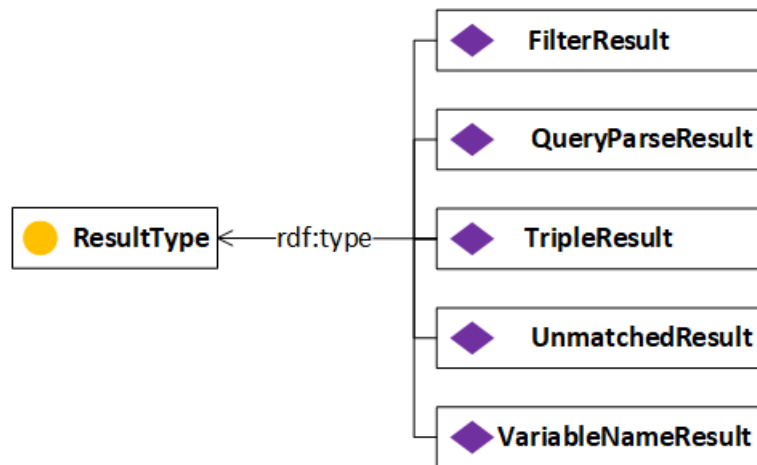 FilterResult
QueryParseResult
ResultType
rdf:type
TripleResult
UnmatchedResult
VariableNameResult